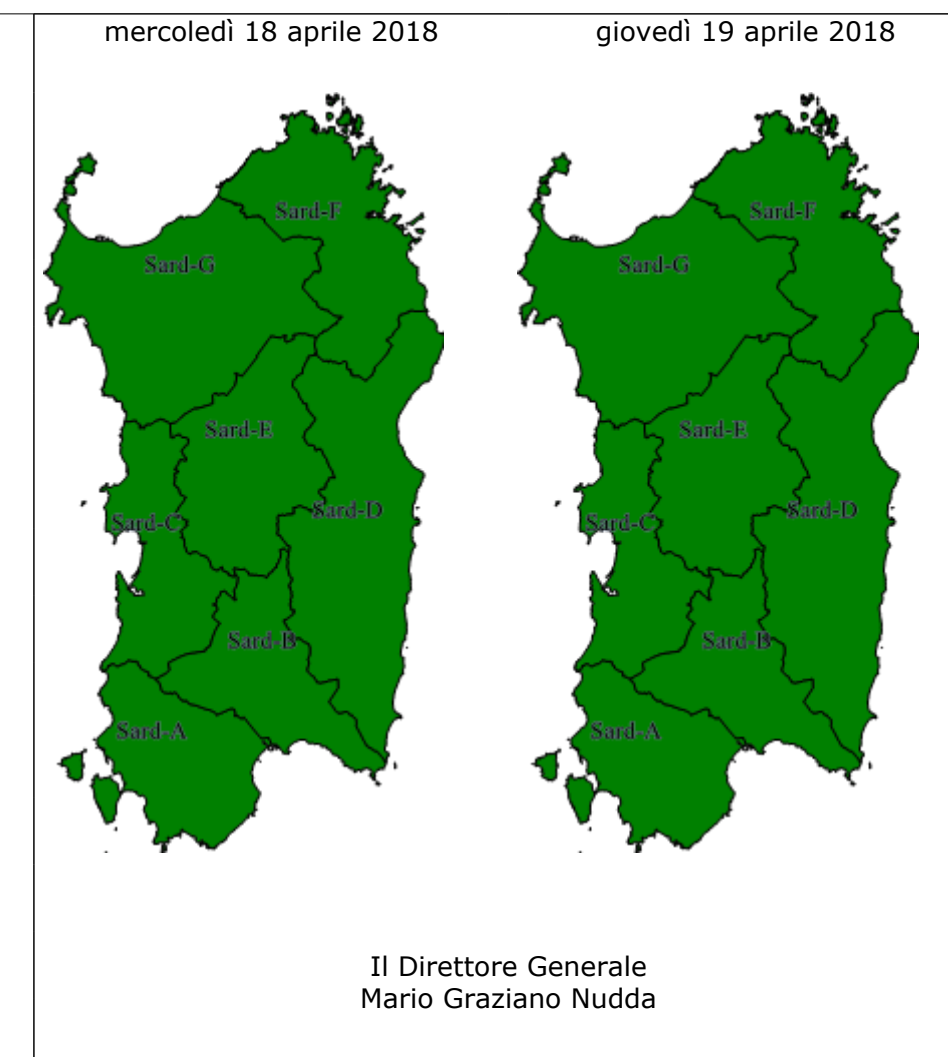 mercoledì 18 aprile 2018
giovedì 19 aprile 2018
Sard-F
Sard-G
Sard-E
Sard-D
Sard-C
Sard-B
Sard-A
Sard-F
Sard-G
Sard-E
Sard-D
Sard-C
Sard-B
Sard-A
Il Direttore Generale
Mario Graziano Nudda